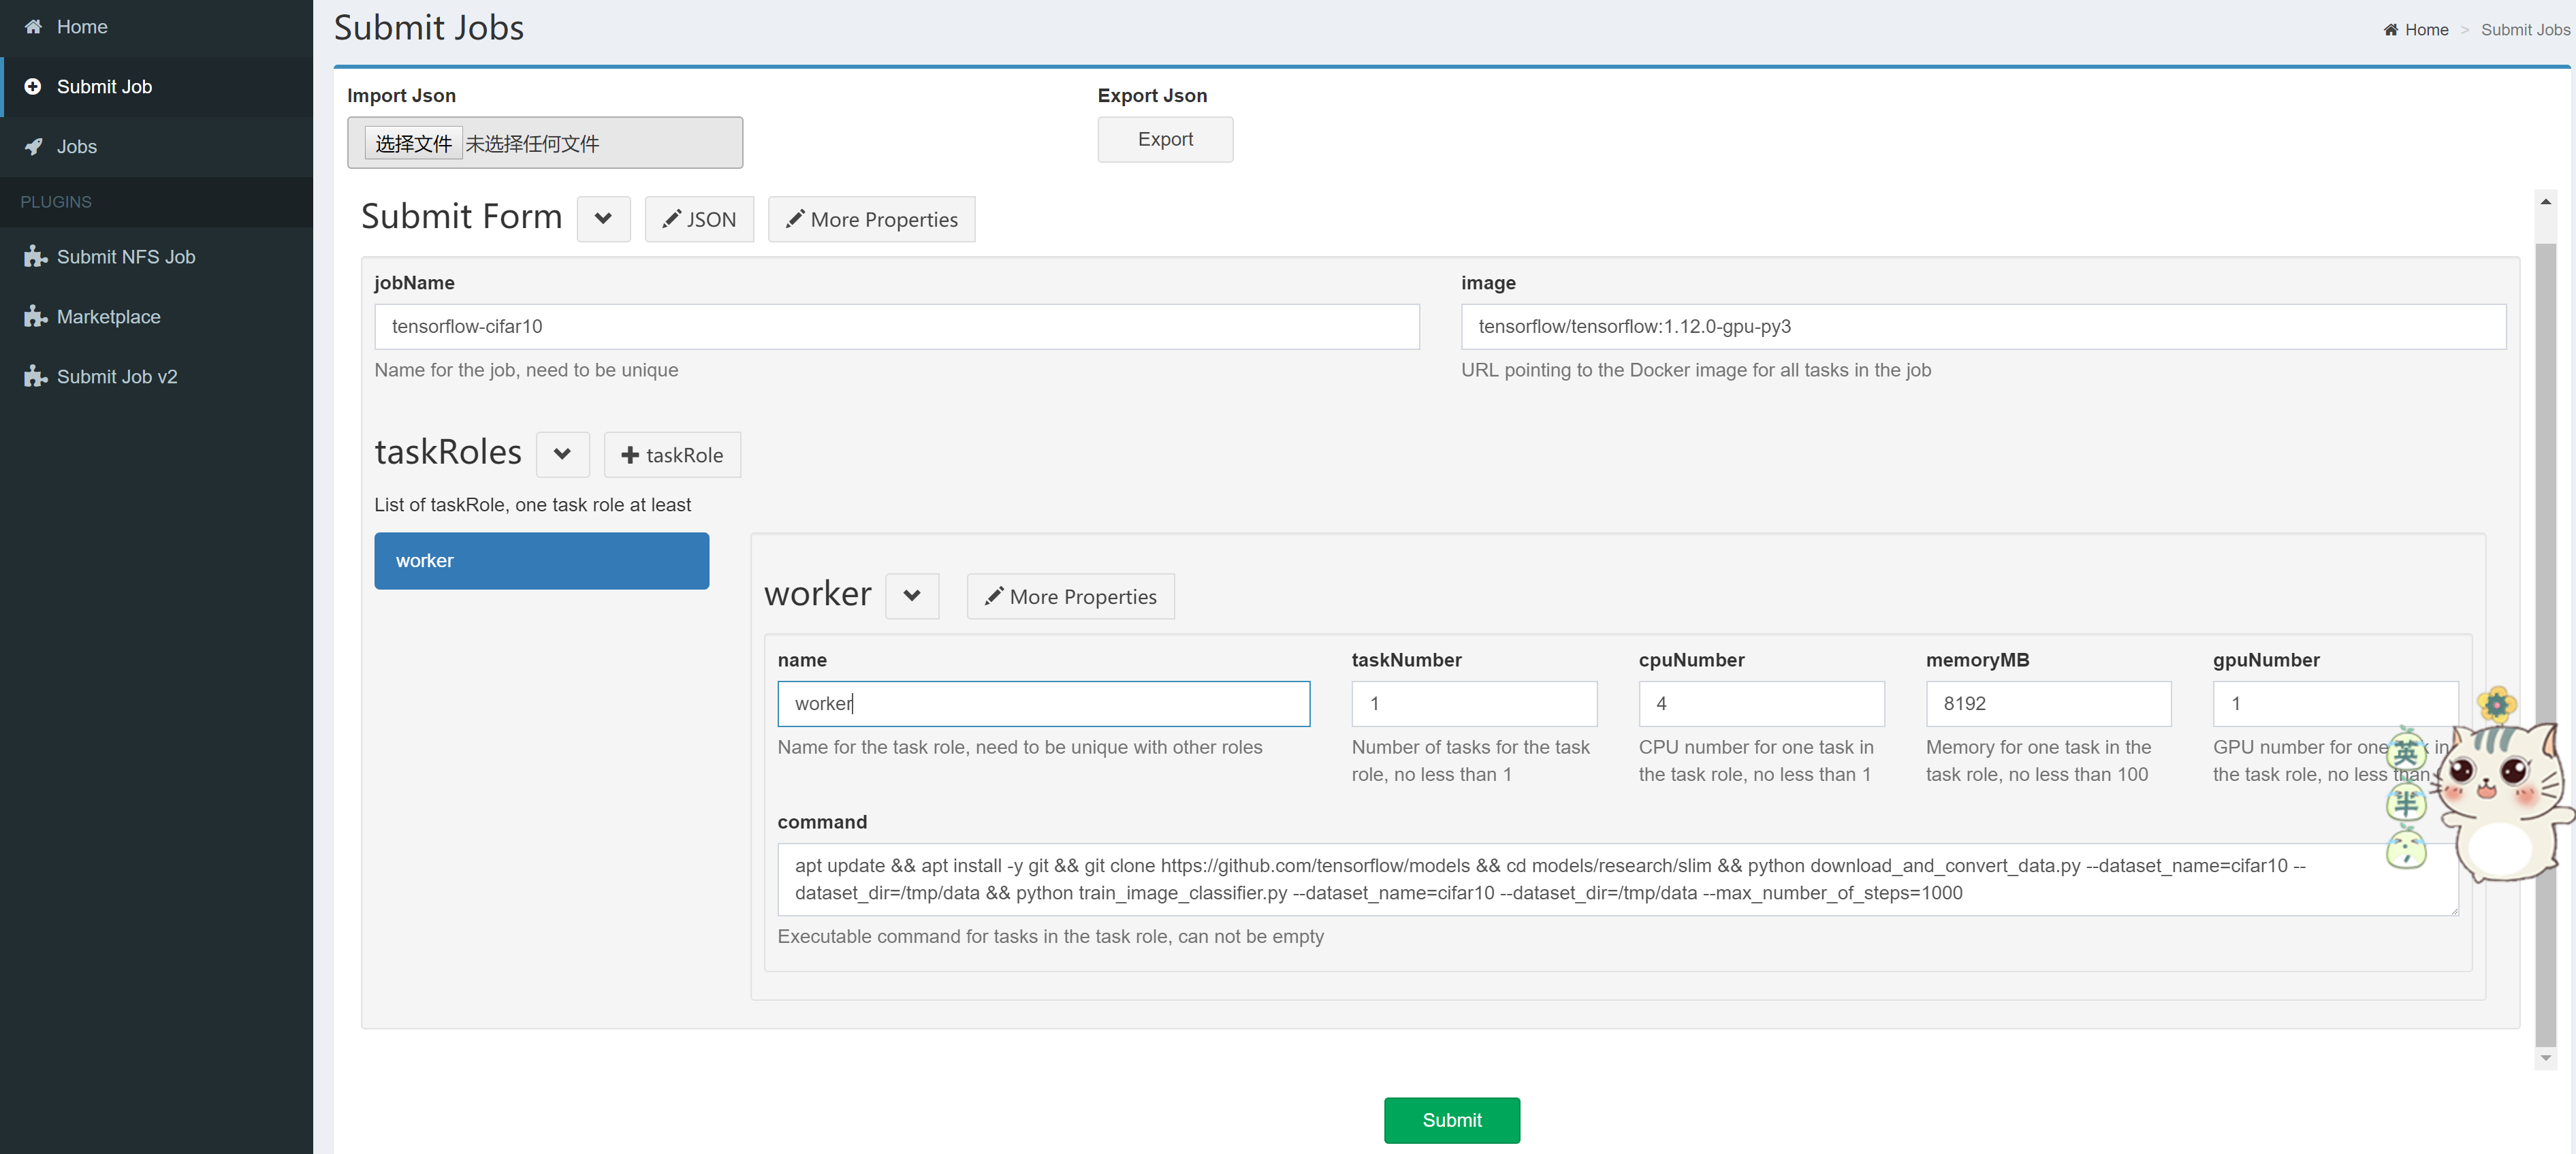 Home
Submit Job
Jobs
PLUGINS
Submit NFS Job
Marketplace
Submit Job v2
Submit Jobs
Home > Submit Jobs
Import Json
选择文件 未选择任何文件
Export Json
Export
Submit Form
JSON
More Properties
jobName
tensorflow-cifar10
Name for the job, need to be unique
image
tensorflow/tensorflow:1.12.0-gpu-py3
URL pointing to the Docker image for all tasks in the job
taskRoles
taskRole
List of taskRole, one task role at least
worker
worker
More Properties
name
worker
Name for the task role, need to be unique with other roles
taskNumber
1
Number of tasks for the task
role, no less than 1
cpuNumber
4
CPU number for one task in
the task role, no less than 1
memoryMB
8192
Memory for one task in the
task role, no less than 100
gpuNumber
1
GPU number for one in
the task role, no less than
英
半
command
apt update && apt install -y git && git clone https://github.com/tensorflow/models && cd models/research/slim && python download_and_convert_data.py --dataset_name=cifar10 --
dataset_dir=/tmp/data && python train_image_classifier.py --dataset_name=cifar10 --dataset_dir=/tmp/data --max_number_of_steps=1000
Executable command for tasks in the task role, can not be empty
Submit